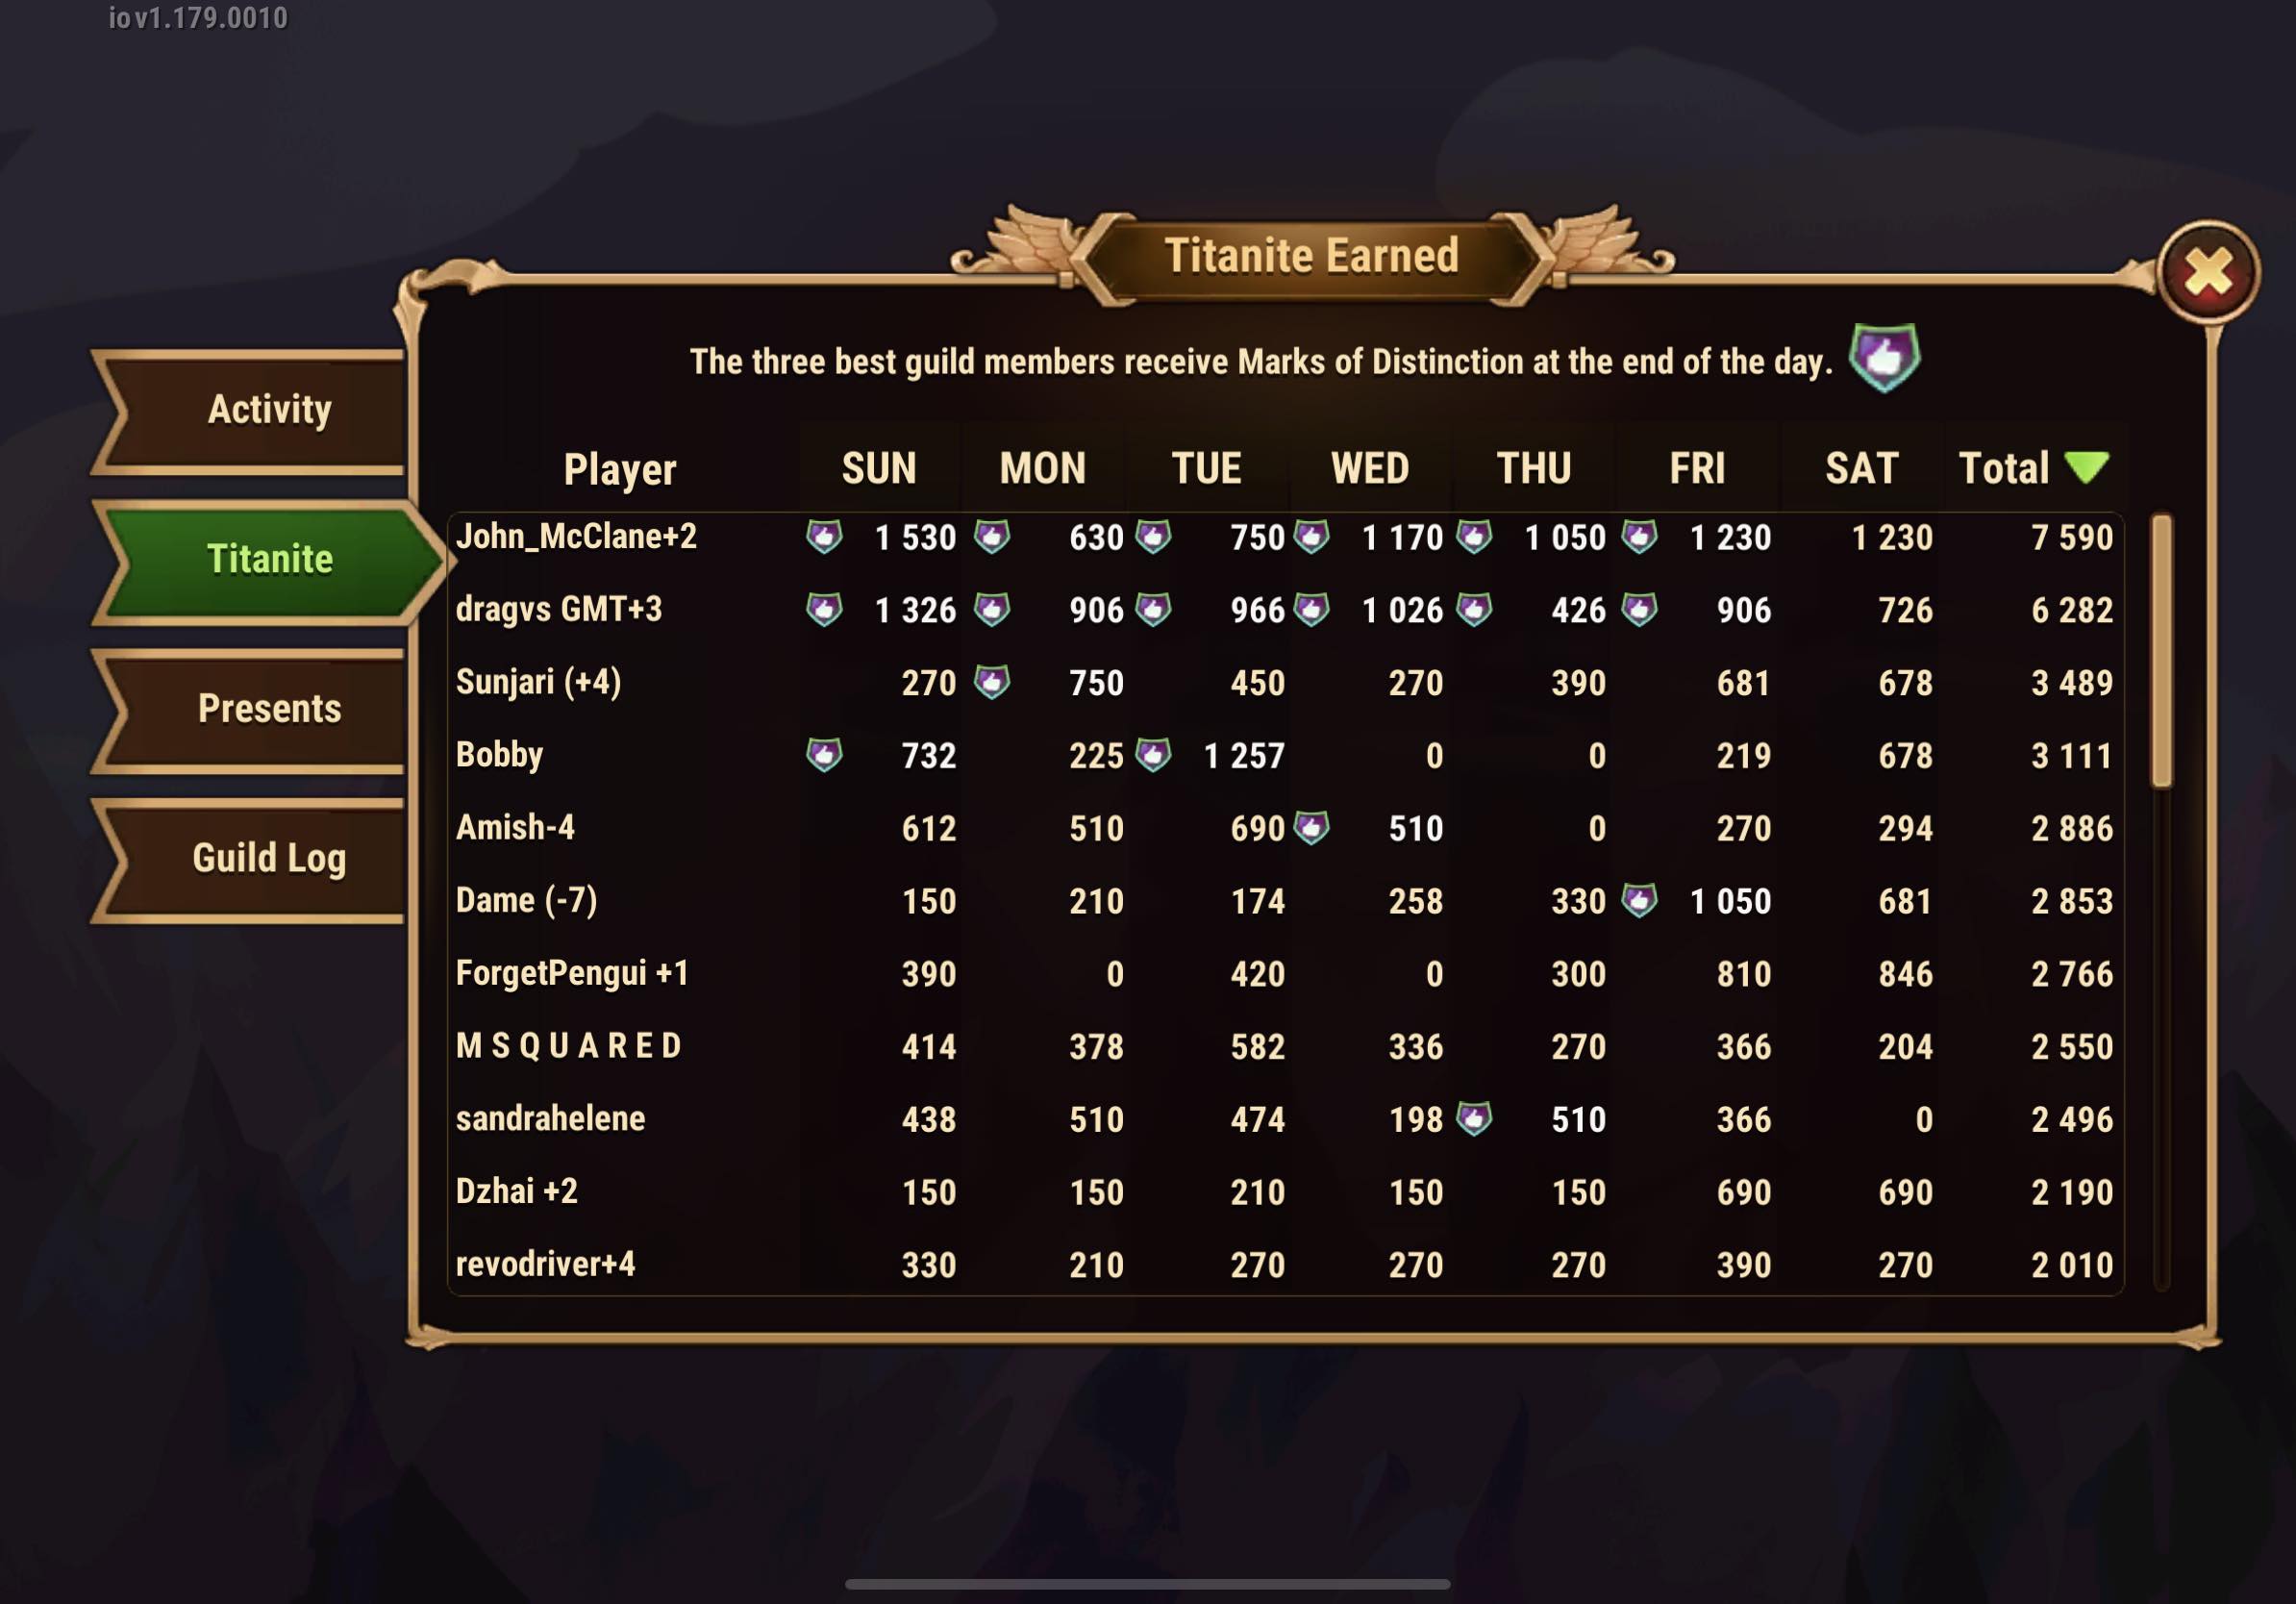 iov1.179.0010
Titanite Earned
The three best guild members receive Marks of Distinction at the end of the day.
Activity
Titanite
Presents
Guild Log
Player SUN MON TUE WED THU FRI SAT Total
John_McClane+2 1 530 630 750 1 170 1 050 1 230 1 230 7 590
dragvs GMT+3 1 326 906 966 1 026 426 906 726 6 282
Sunjari (+4) 270 750 450 270 390 681 678 3 489
Bobby 732 225 1 257 0 0 219 678 3 111
Amish-4 612 510 690 510 0 270 294 2 886
Dame (-7) 150 210 174 258 330 1 050 681 2 853
ForgetPengui +1 390 0 420 0 300 810 846 2 766
M S Q U A R E D 414 378 582 336 270 366 204 2 550
sandrahelene 438 510 474 198 510 366 0 2 496
Dzhai +2 150 150 210 150 150 690 690 2 190
revodriver+4 330 210 270 270 270 390 270 2 010